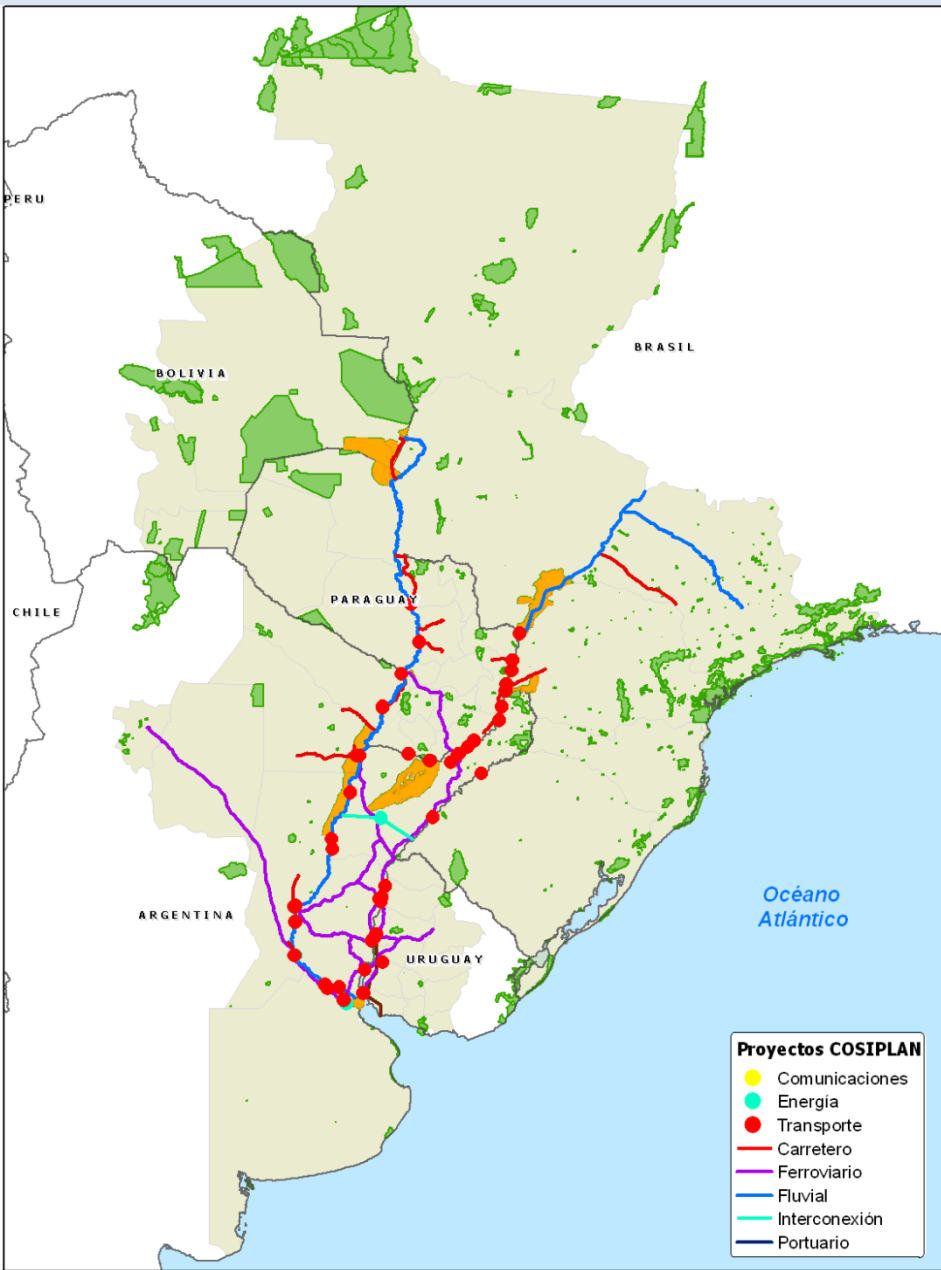 PERU
BRASIL
BOLIVIA
CHILE
PARAGUAY
ARGENTINA
URUGUAY
Océano
Atlántico
Proyectos COSIPLAN
Comunicaciones
Energía
Transporte
Carretero
Ferroviario
Fluvial
Interconexión
Portuario